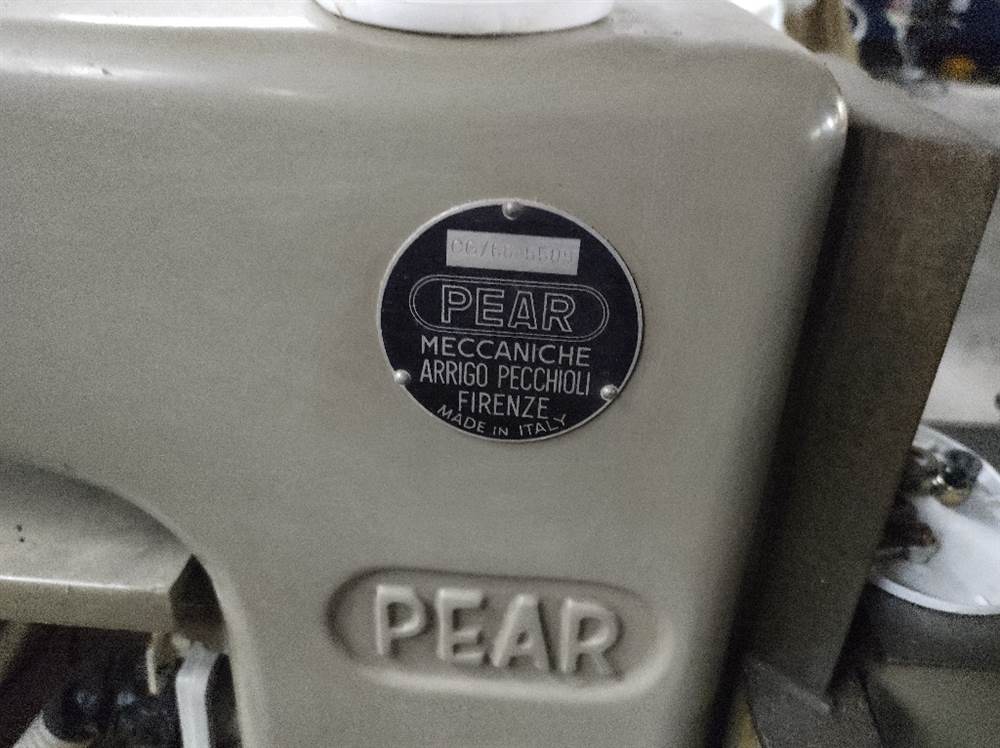 PEAR
MECCANICHE
ARRIGO PECCHIOLI
FIRENZE
MADE IN ITALY
PEAR